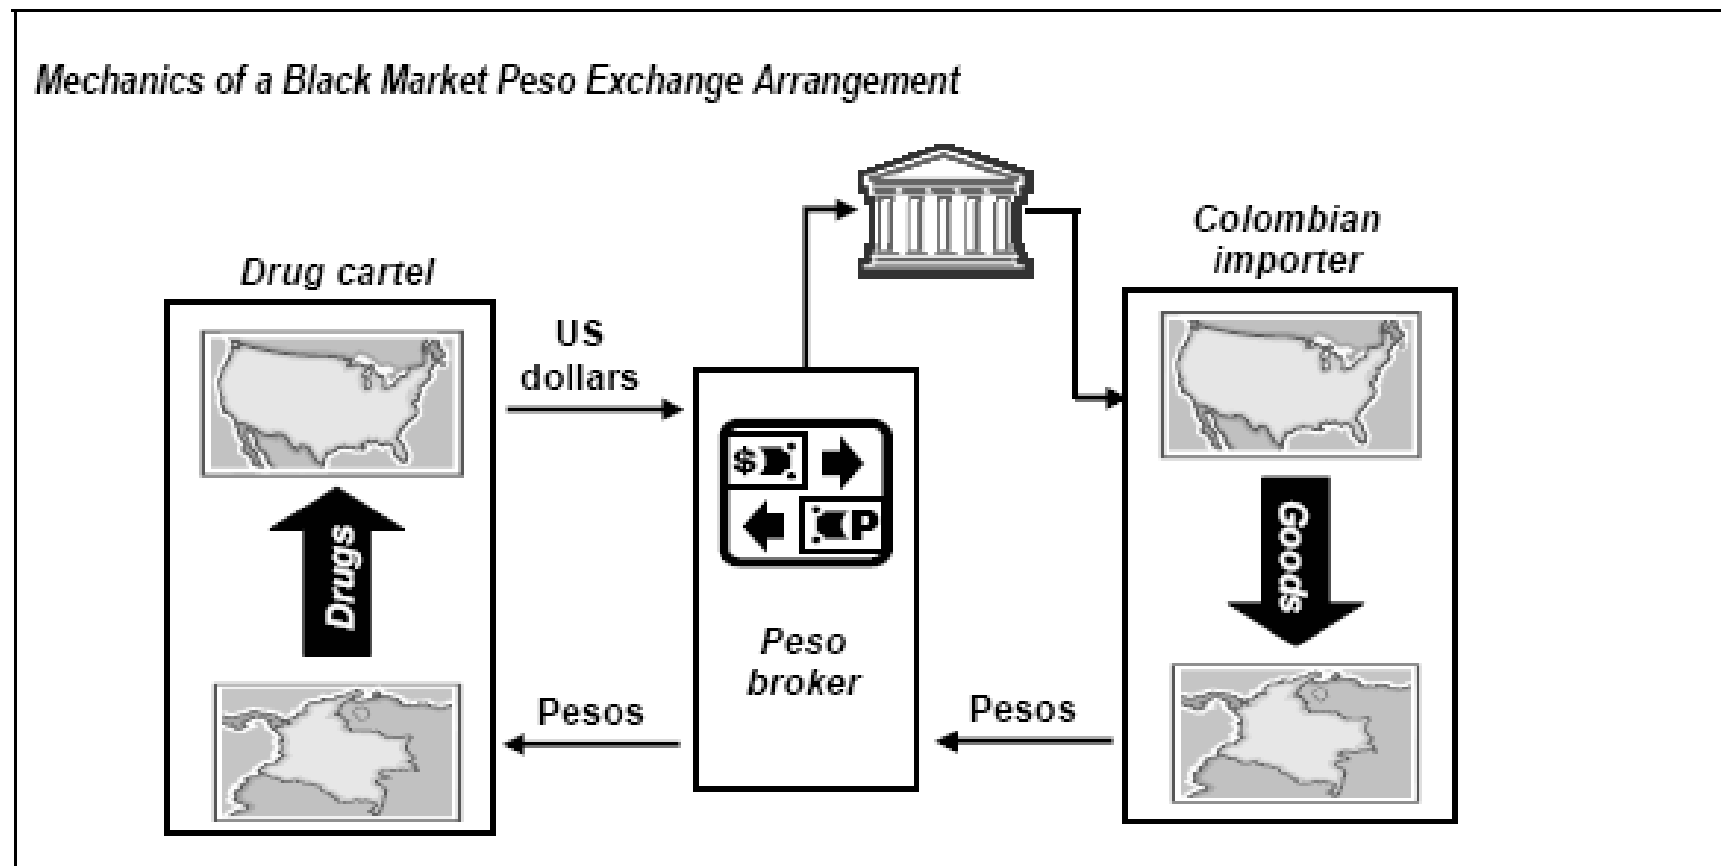 Mechanics of a Black Market Peso Exchange Arrangement
Drug cartel
Drugs
US
dollars
Pesos
$
P
Peso
broker
Pesos
Colombian
importer
Goods